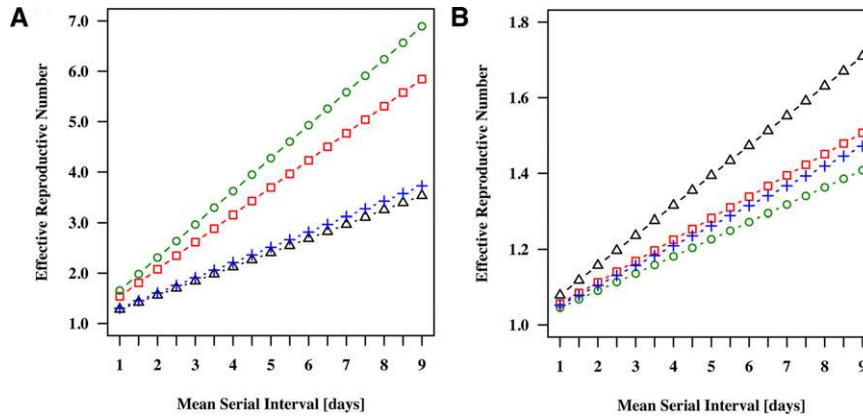 A
Effective Reproductive Number
7.0
6.0
5.0
4.0
3.0
2.0
1.0
1 2 3 4 5 6 7 8 9
Mean Serial Interval [days]
B
Effective Reproductive Number
1.8
1.6
1.4
1.2
1.0
1 2 3 4 5 6 7 8 9
Mean Serial Interval [days]